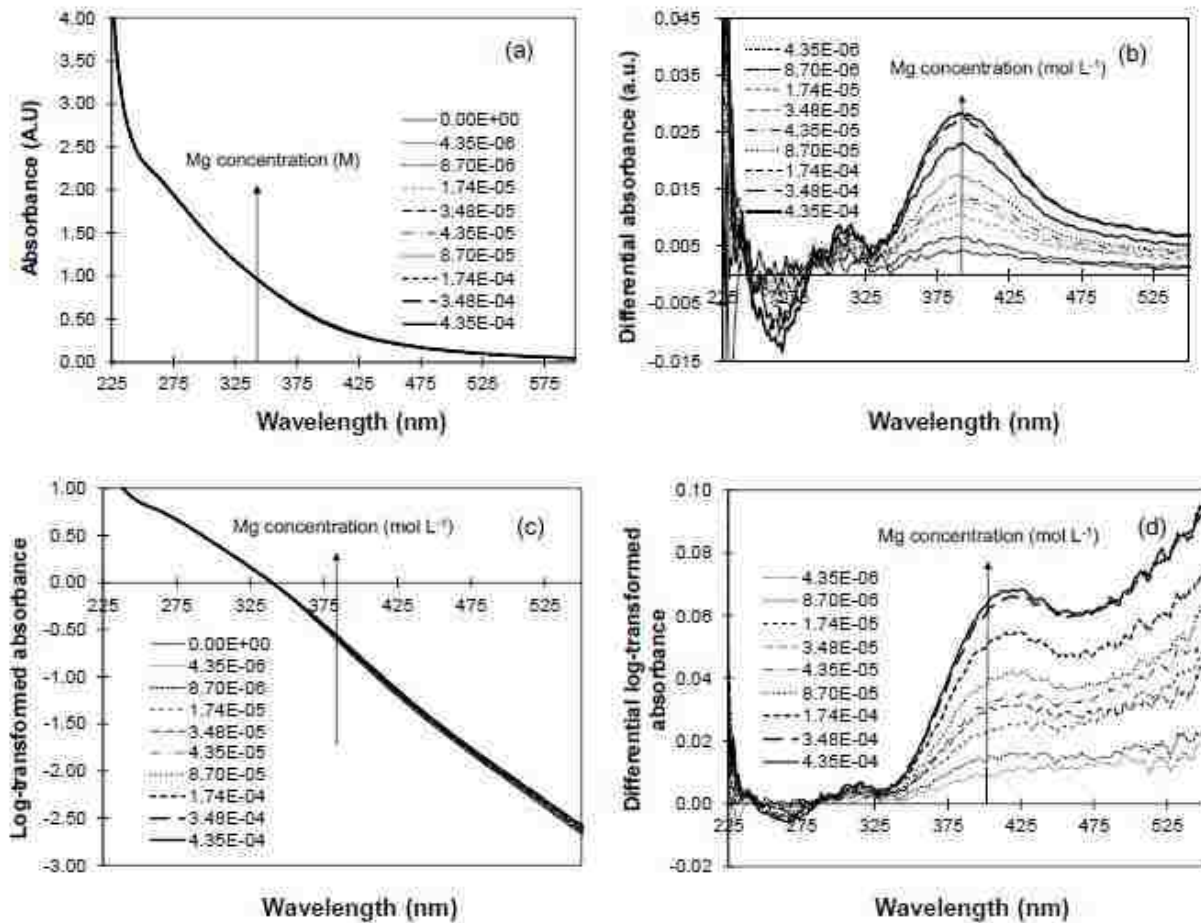 (a)
Absorbance (A.U)
4.00
3.50
3.00
2.50
2.00
1.50
1.00
0.50
0.00
Mg concentration (M)
0.00E+00
4.35E-06
8.70E-06
1.74E-05
3.48E-05
4.35E-05
8.70E-05
1.74E-04
3.48E-04
4.35E-04
225 275 325 375 425 475 525 575
Wavelength (nm)
(b)
Differential absorbance (a.u.)
0.045
0.035
0.025
0.015
0.005
-0.005
-0.015
Mg concentration (mol L⁻¹)
4.35E-06
8.70E-06
1.74E-05
3.48E-05
4.35E-05
8.70E-05
1.74E-04
3.48E-04
4.35E-04
225 275 325 375 425 475 525
Wavelength (nm)
(c)
Log-transformed absorbance
1.00
0.50
0.00
-0.50
-1.00
-1.50
-2.00
-2.50
-3.00
Mg concentration (mol L⁻¹)
225 275 325 375 425 475 525
0.00E+00
4.35E-06
8.70E-06
1.74E-05
3.48E-05
4.35E-05
8.70E-05
1.74E-04
3.48E-04
4.35E-04
Wavelength (nm)
(d)
Differential log-transformed
absorbance
0.10
0.08
0.06
0.04
0.02
0.00
-0.02
Mg concentration (mol L⁻¹)
4.35E-06
8.70E-06
1.74E-05
3.48E-05
4.35E-05
8.70E-05
1.74E-04
3.48E-04
4.35E-04
225 275 325 375 425 475 525
Wavelength (nm)